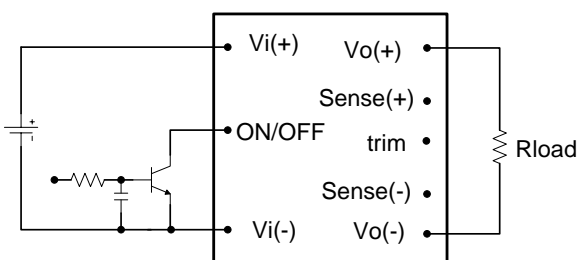 Vi(+)
Vo(+)
Sense(+)
ON/OFF
trim
Rload
Sense(-)
Vi(-)
Vo(-)
+
-